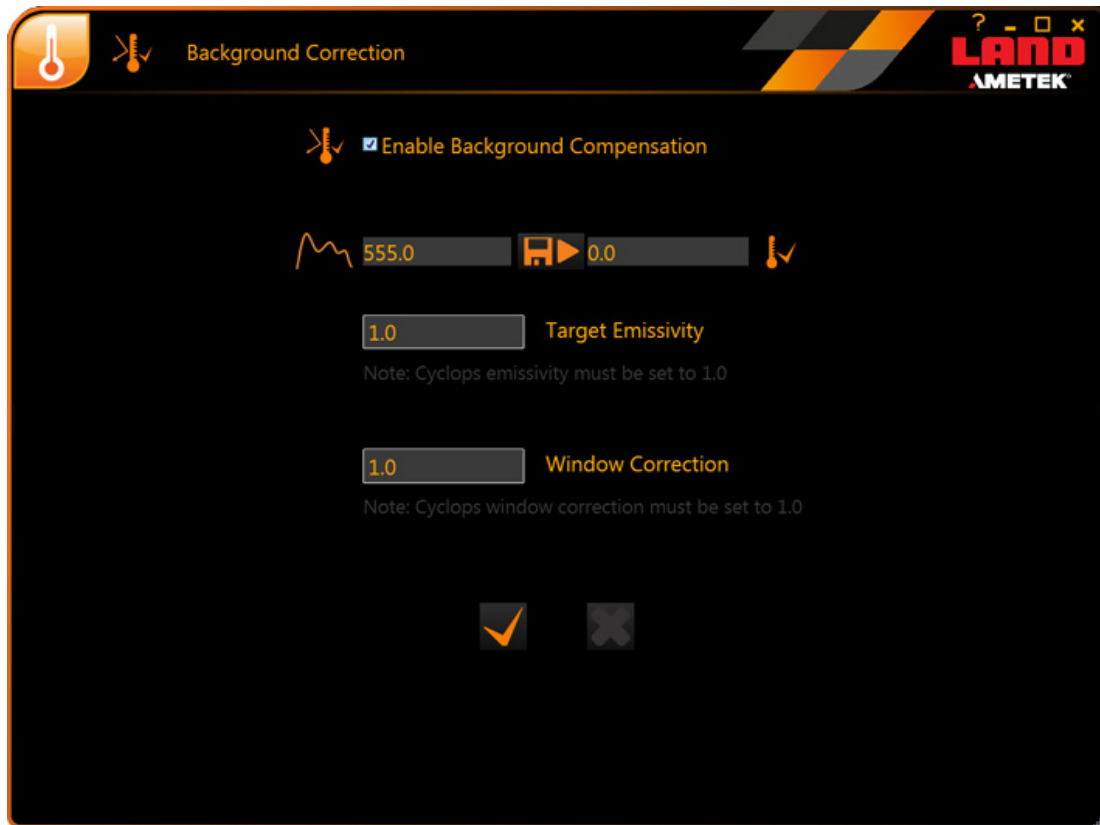 Background Correction
?
LAND
AMETEK®
Enable Background Compensation
555.0
0.0
1.0 Target Emissivity
Note: Cyclops emissivity must be set to 1.0
1.0 Window Correction
Note: Cyclops window correction must be set to 1.0